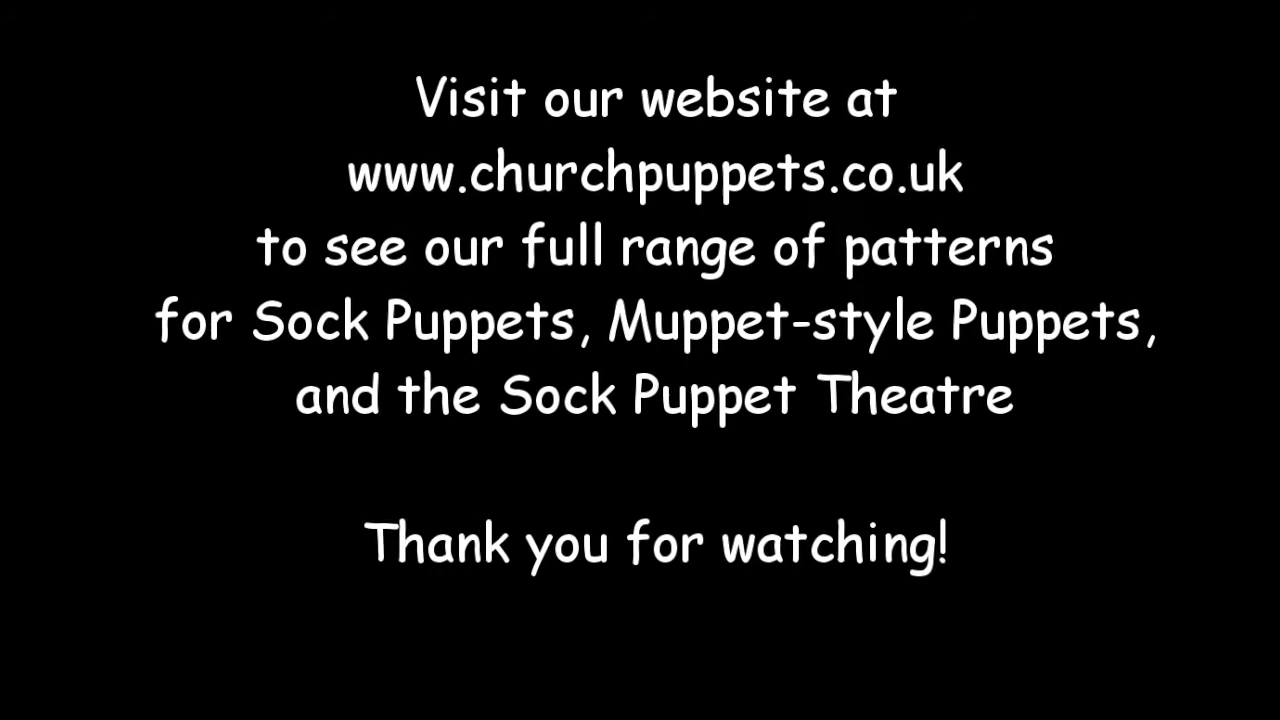 Visit our website at
www.churchpuppets.co.uk
to see our full range of patterns
for Sock Puppets, Muppet-style Puppets,
and the Sock Puppet Theatre
Thank you for watching!